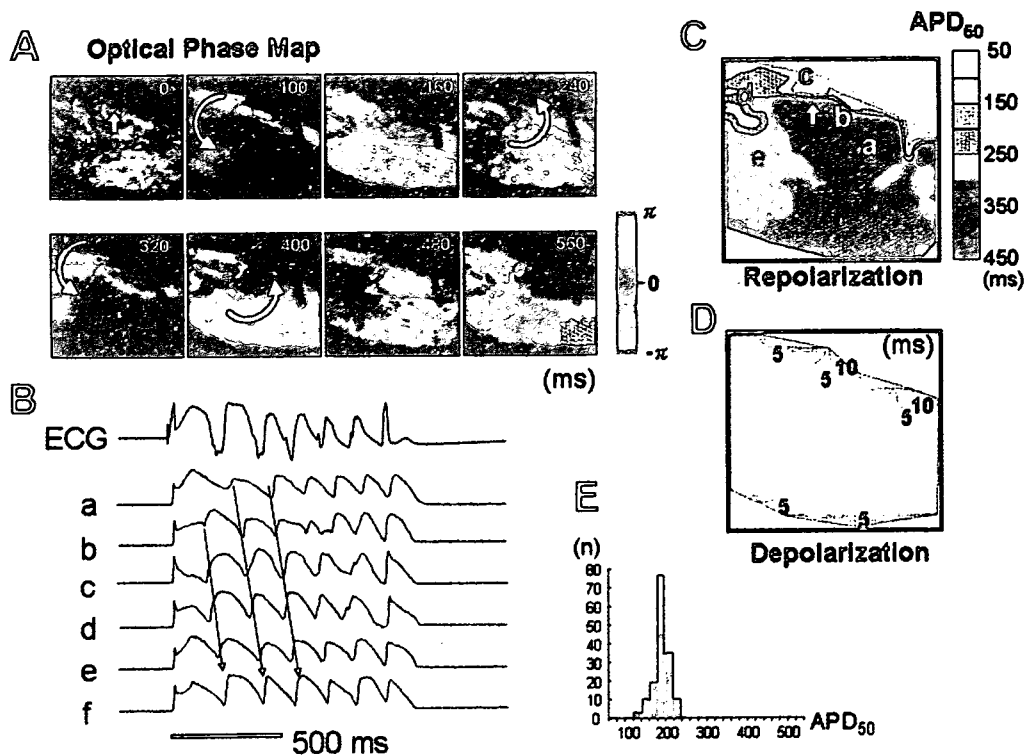 A
Optical Phase Map
0
100
160
240
320
400
480
560
π
0
-π
(ms)
B
ECG
a
b
c
d
e
f
500 ms
C
APD60
50
150
250
350
450
(ms)
c
d
f
b
a
e
Repolarization
D
(ms)
5
10
5
5
10
5
5
Depolarization
E
(n)
80
70
60
50
40
30
20
10
0
100
200
300
400
500
APD50